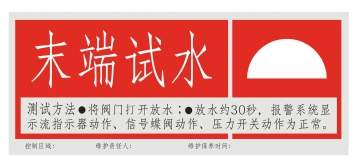 末端试水
测试方法●将阀门打开放水；●放水约30秒，报警系统显
示流指示器动作、信号蝶阀动作、压力开关动作为正常。
控制区域：
维护责任人：
维护保养时间：